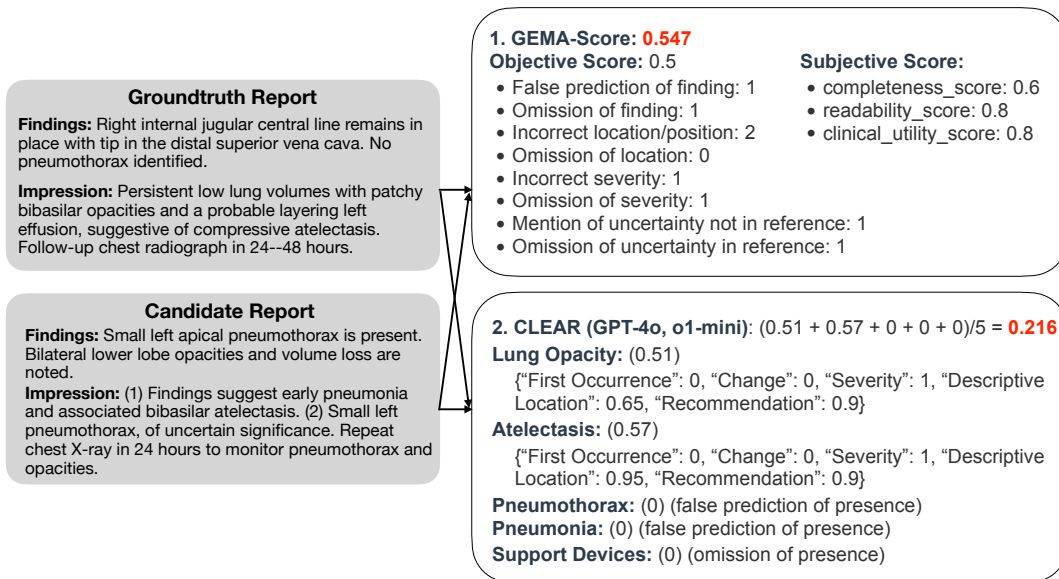 Groundtruth Report
Findings: Right internal jugular central line remains in
place with tip in the distal superior vena cava. No
pneumothorax identified.
Impression: Persistent low lung volumes with patchy
bibasilar opacities and a probable layering left
effusion, suggestive of compressive atelectasis.
Follow-up chest radiograph in 24--48 hours.
Candidate Report
Findings: Small left apical pneumothorax is present.
Bilateral lower lobe opacities and volume loss are
noted.
Impression: (1) Findings suggest early pneumonia
and associated bibasilar atelectasis. (2) Small left
pneumothorax, of uncertain significance. Repeat
chest X-ray in 24 hours to monitor pneumothorax and
opacities.
1. GEMA-Score: 0.547
Objective Score: 0.5
• False prediction of finding: 1
• Omission of finding: 1
• Incorrect location/position: 2
• Omission of location: 0
• Incorrect severity: 1
• Omission of severity: 1
• Mention of uncertainty not in reference: 1
• Omission of uncertainty in reference: 1
Subjective Score:
• completeness_score: 0.6
• readability_score: 0.8
• clinical_utility_score: 0.8
2. CLEAR (GPT-4o, o1-mini): (0.51 + 0.57 + 0 + 0 + 0)/5 = 0.216
Lung Opacity: (0.51)
{“First Occurrence”: 0, “Change”: 0, “Severity”: 1, “Descriptive
Location”: 0.65, “Recommendation”: 0.9}
Atelectasis: (0.57)
{“First Occurrence”: 0, “Change”: 0, “Severity”: 1, “Descriptive
Location”: 0.95, “Recommendation”: 0.9}
Pneumothorax: (0) (false prediction of presence)
Pneumonia: (0) (false prediction of presence)
Support Devices: (0) (omission of presence)